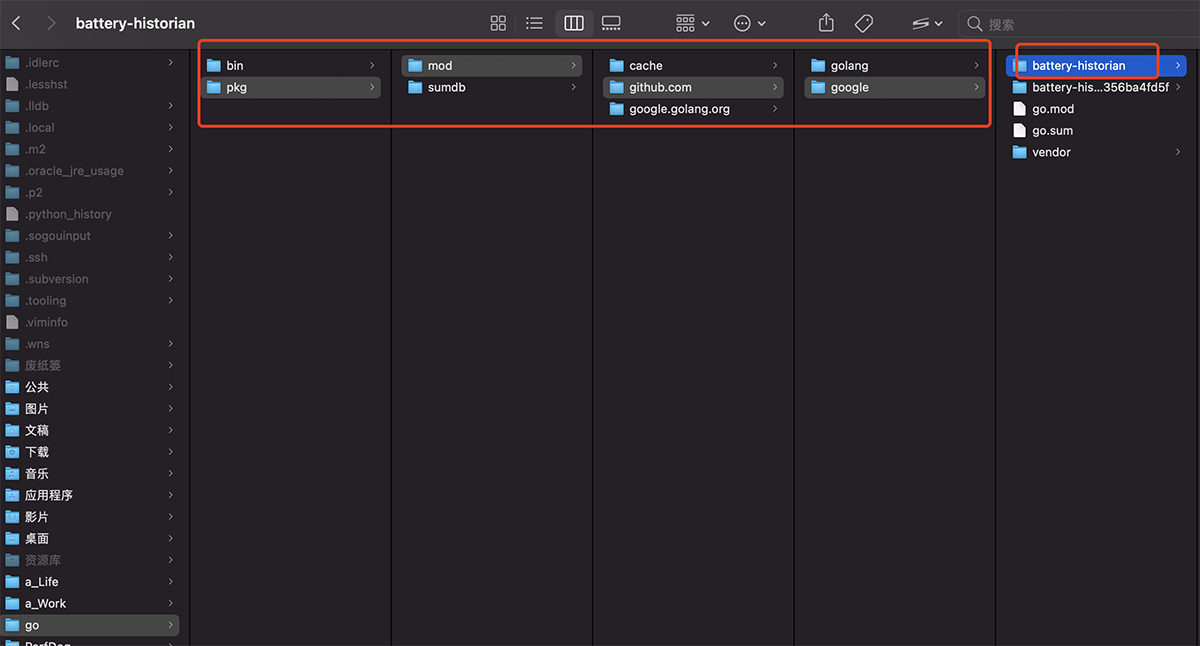 battery-historian
搜索
.idlerc
.lesshst
.lldb
.local
.m2
.oracle_jre_usage
.p2
.python_history
.sogouinput
.ssh
.subversion
.tooling
.viminfo
.wns
废纸篓
公共
图片
文稿
下载
音乐
应用程序
影片
桌面
资源库
a_Life
a_Work
go
PerfDog
bin
pkg
mod
sumdb
cache
github.com
google.golang.org
golang
google
battery-historian
battery-his...356ba4fd5f
go.mod
go.sum
vendor